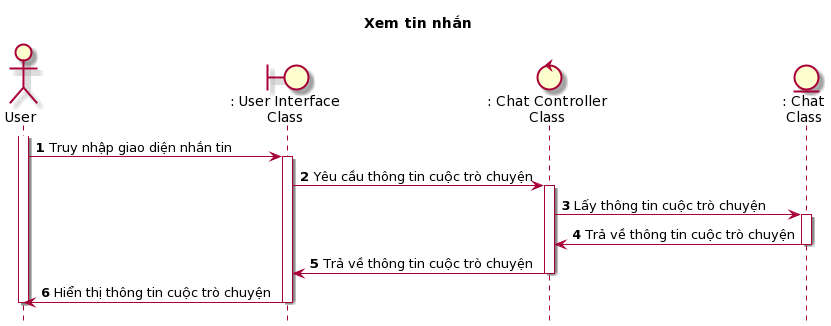 Xem tin nhắn
User
: User Interface
Class
: Chat Controller
Class
: Chat
Class
1 Truy nhập giao diện nhắn tin
2 Yêu cầu thông tin cuộc trò chuyện
3 Lấy thông tin cuộc trò chuyện
4 Trả về thông tin cuộc trò chuyện
5 Trả về thông tin cuộc trò chuyện
6 Hiển thị thông tin cuộc trò chuyện